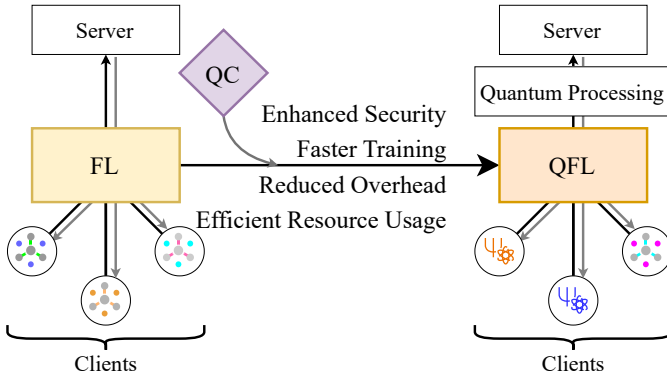 Server
QC
Server
Quantum Processing
Enhanced Security
Faster Training
FL
QFL
Reduced Overhead
Efficient Resource Usage
Clients
Clients